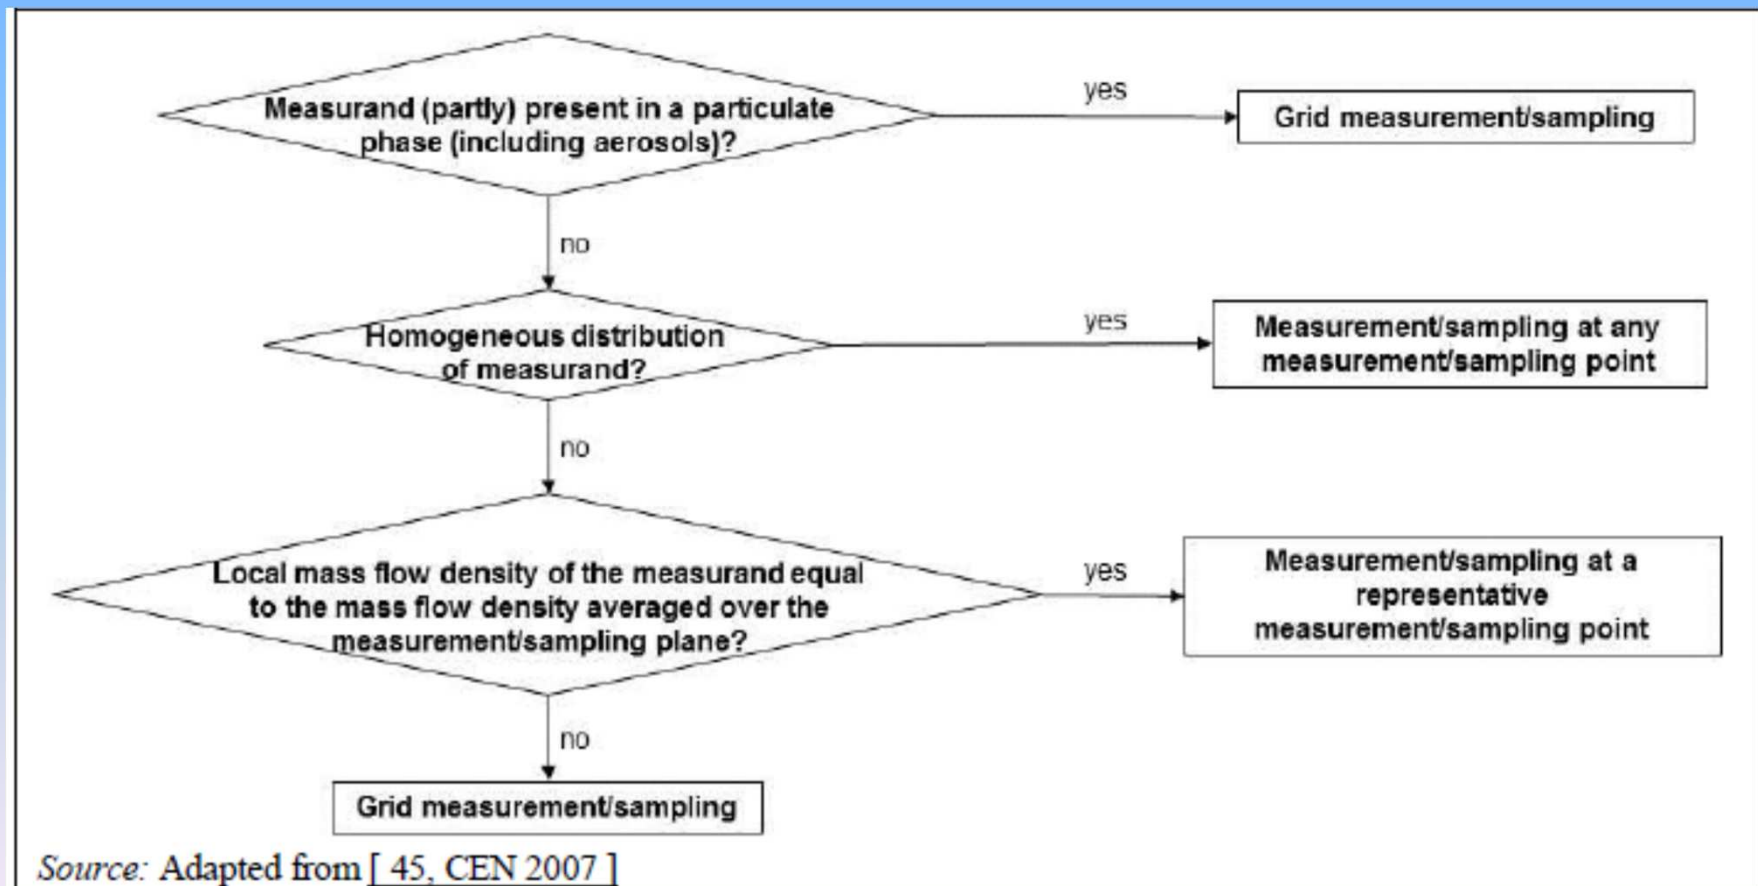 Measurand (partly) present in a particulate
phase (including aerosols)?
yes
Grid measurement/sampling
no
Homogeneous distribution
of measurand?
yes
Measurement/sampling at any
measurement/sampling point
no
Local mass flow density of the measurand equal
to the mass flow density averaged over the
measurement/sampling plane?
yes
Measurement/sampling at a
representative
measurement/sampling point
no
Grid measurement/sampling
Source: Adapted from [ 45, CEN 2007 ]